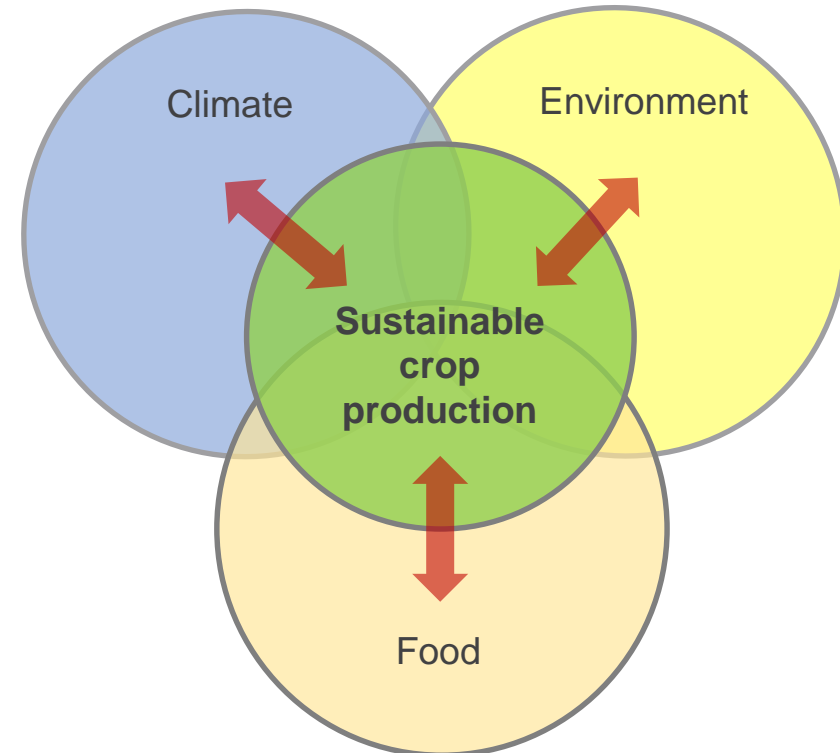 Climate
Environment
Sustainable
crop
production
Food